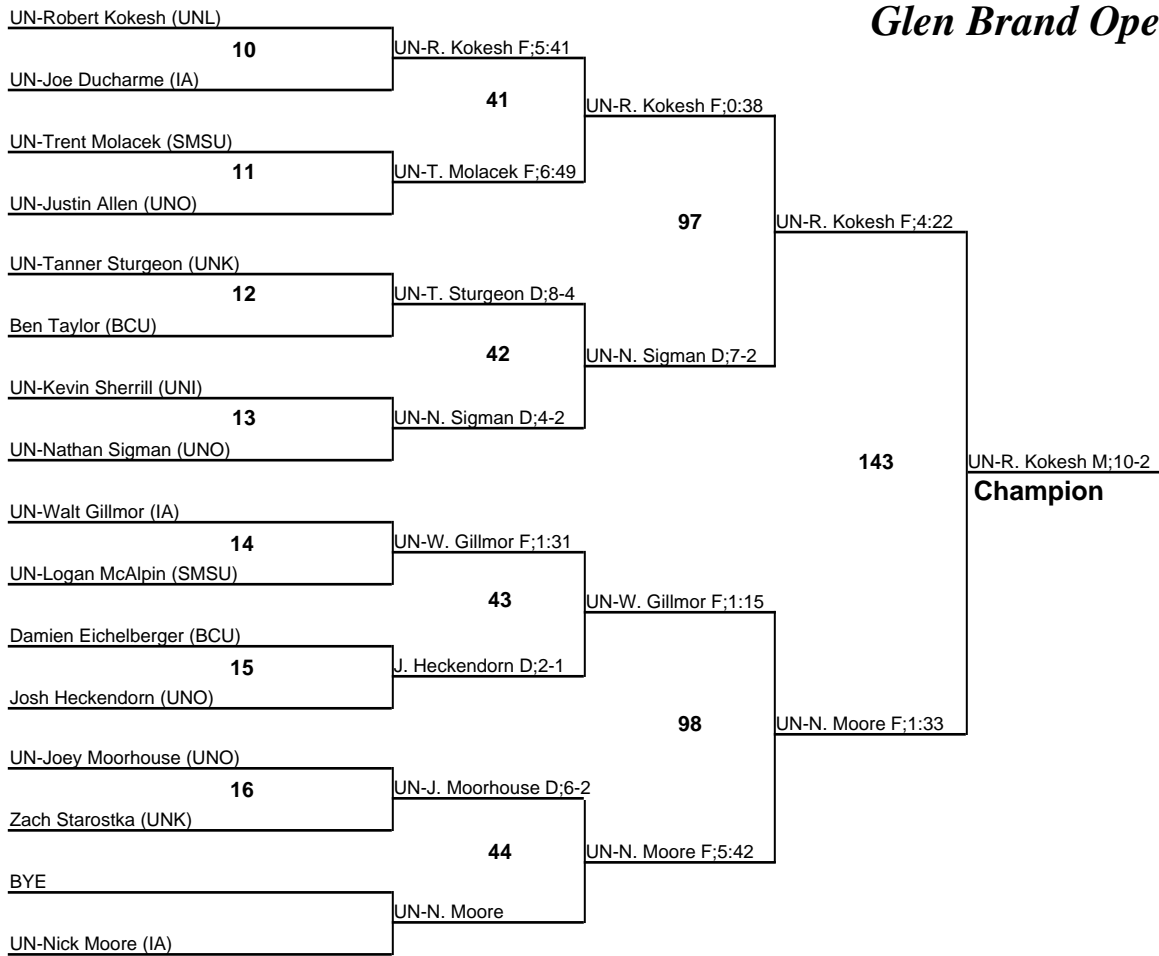 Glen Brand Ope
UN-Robert Kokesh (UNL)
10
UN-R. Kokesh F;5:41
UN-Joe Ducharme (IA)
41
UN-R. Kokesh F;0:38
UN-Trent Molacek (SMSU)
11
UN-T. Molacek F;6:49
UN-Justin Allen (UNO)
97
UN-R. Kokesh F;4:22
UN-Tanner Sturgeon (UNK)
12
UN-T. Sturgeon D;8-4
Ben Taylor (BCU)
42
UN-N. Sigman D;7-2
UN-Kevin Sherrill (UNI)
13
UN-N. Sigman D;4-2
UN-Nathan Sigman (UNO)
143
UN-R. Kokesh M;10-2
Champion
UN-Walt Gillmor (IA)
14
UN-W. Gillmor F;1:31
UN-Logan McAlpin (SMSU)
43
UN-W. Gillmor F;1:15
Damien Eichelberger (BCU)
15
J. Heckendorn D;2-1
Josh Heckendorn (UNO)
98
UN-N. Moore F;1:33
UN-Joey Moorhouse (UNO)
16
UN-J. Moorhouse D;6-2
Zach Starostka (UNK)
44
UN-N. Moore F;5:42
BYE
UN-N. Moore
UN-Nick Moore (IA)